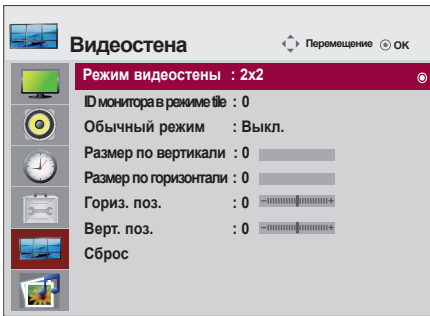 Видеостена Перемещение ОК
Режим видеостены : 2x2
ID монитора в режиме tile : 0
Обычный режим : Выкл.
Размер по вертикали : 0
Размер по горизонтали : 0
Гориз. поз. : 0 - +
Верт. поз. : 0 - +
Сброс